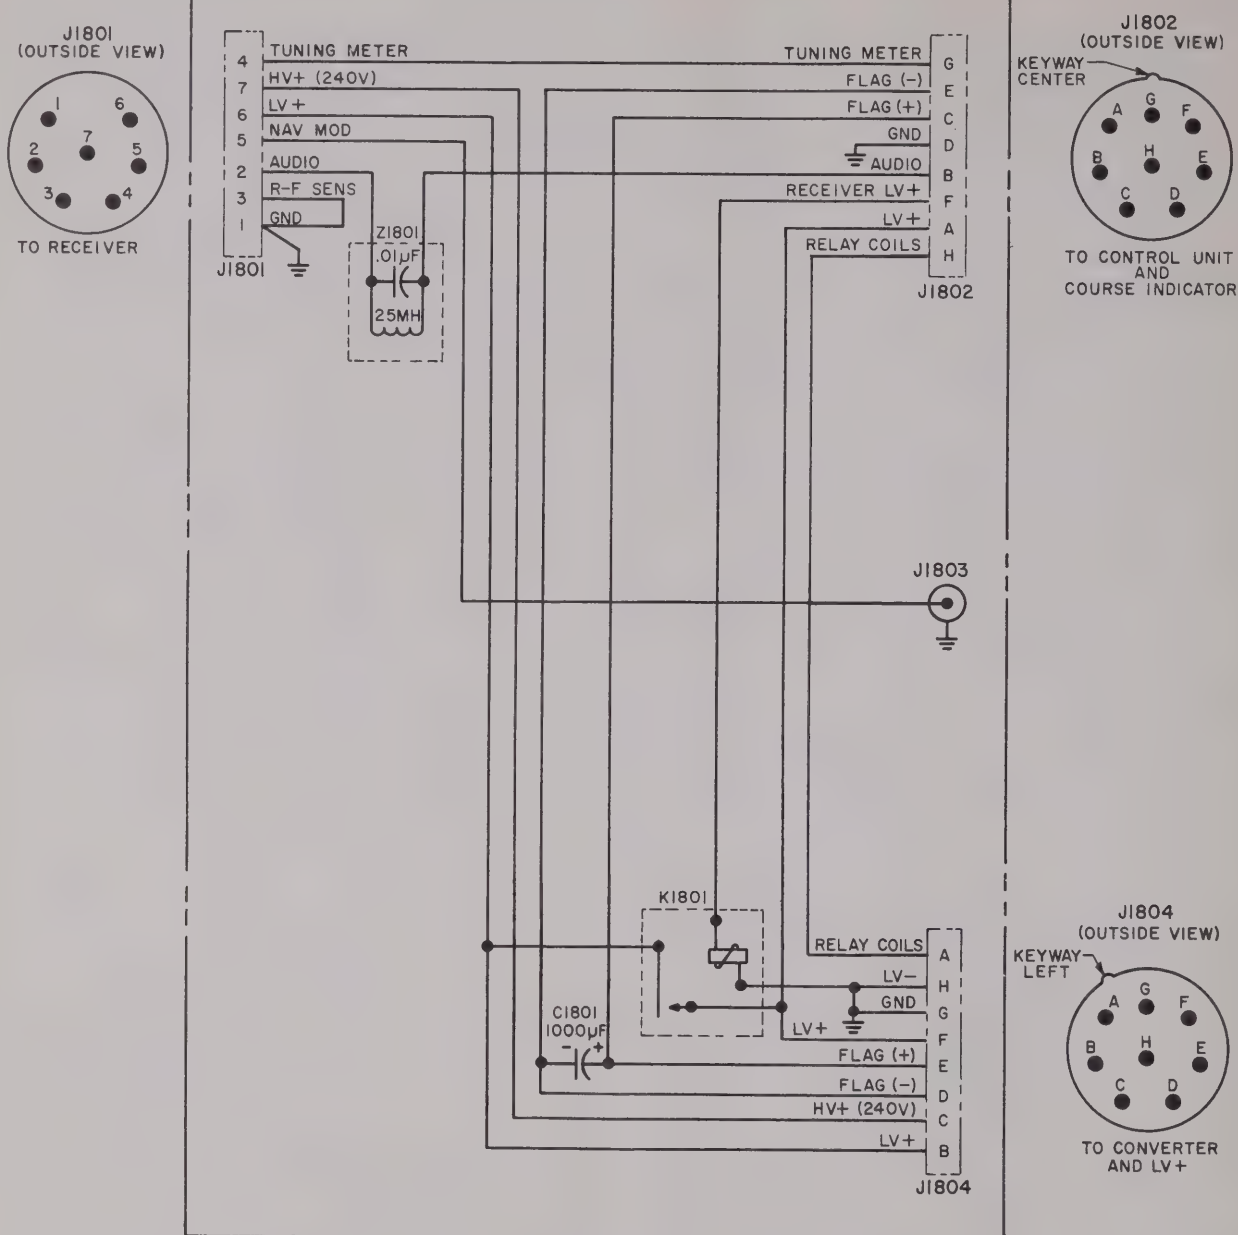 J1801
(OUTSIDE VIEW)
1
6
7
2
5
3
4
TO RECEIVER
4 TUNING METER
7 HV+ (240V)
6 LV+
5 NAV MOD
2 AUDIO
3 R-F SENS
1 GND
J1801
Z1801
.01µF
25MH
TUNING METER G
FLAG (-) E
FLAG (+) C
GND D
AUDIO B
RECEIVER LV+ F
LV+ A
RELAY COILS H
J1802
J1802
(OUTSIDE VIEW)
KEYWAY
CENTER
G
A F
B H E
C D
TO CONTROL UNIT
AND
COURSE INDICATOR
J1803
K1801
C1801
1000µF
- +
RELAY COILS A
LV- H
GND G
LV+ F
FLAG (+) E
FLAG (-) D
HV+ (240V) C
LV+ B
J1804
J1804
(OUTSIDE VIEW)
KEYWAY
LEFT
G
A F
B H E
C D
TO CONVERTER
AND LV+